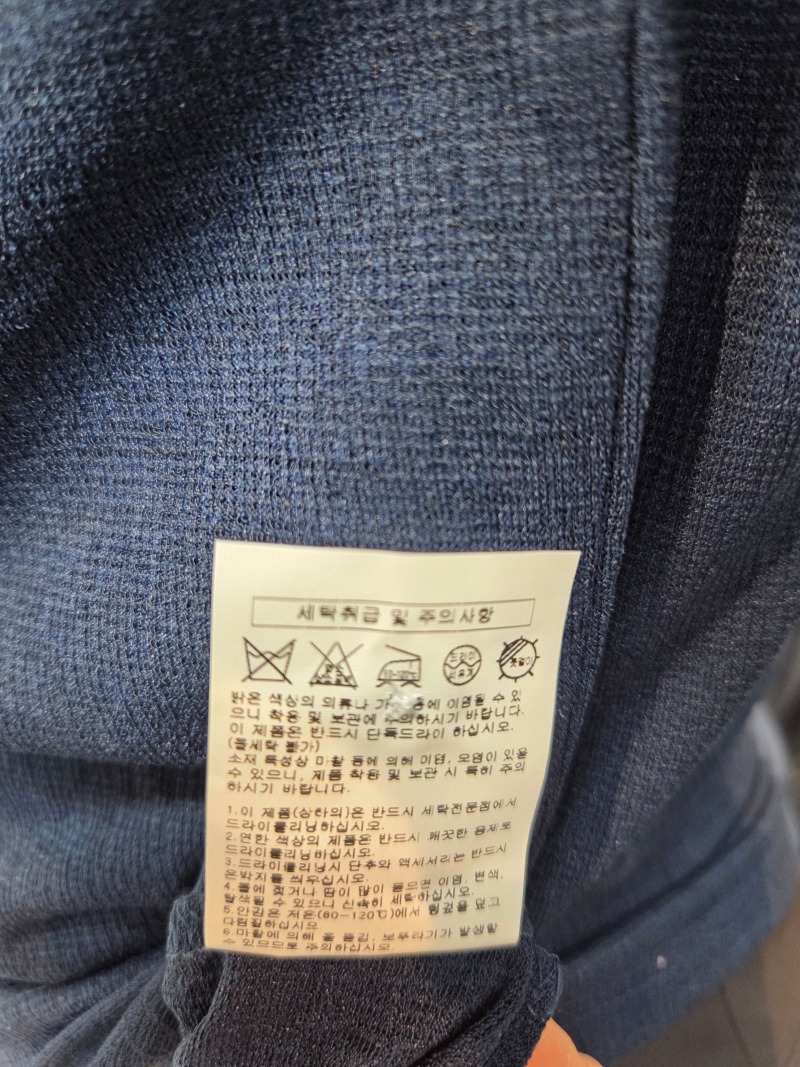 세탁취급 및 주의사항
드라이
밝은 색상의 의류나 에 이염될 수 있
으니 착용 및 보관에 주의하시기 바랍니다.
이 제품은 반드시 단독드라이 하십시오.
(물세탁 불가)
소재 특성상 마찰 등에 의해 이염, 오염이 있을
수 있으니, 제품 착용 및 보관 시 특히 주의
하시기 바랍니다.
1.이 제품(상하의)은 반드시 세탁전문점에서
드라이클리닝하십시오.
2.연한 색상의 제품은 반드시 깨끗한 용제로
드라이클리닝하십시오.
3.드라이클리닝시 단추와 액세서리는 반드시
은박지를 씌우십시오.
4.물에 젖거나 땀이 많이 묻으면 이염, 변색,
탈색될 수 있으니 신속히 세탁하십시오.
5.안감은 저온(80-120℃)에서 헝겊을 덮고
다림질하십시오.
6.마찰에 의해 올 뜯김, 보푸라기가 발생할
수 있으므로 주의하십시오.